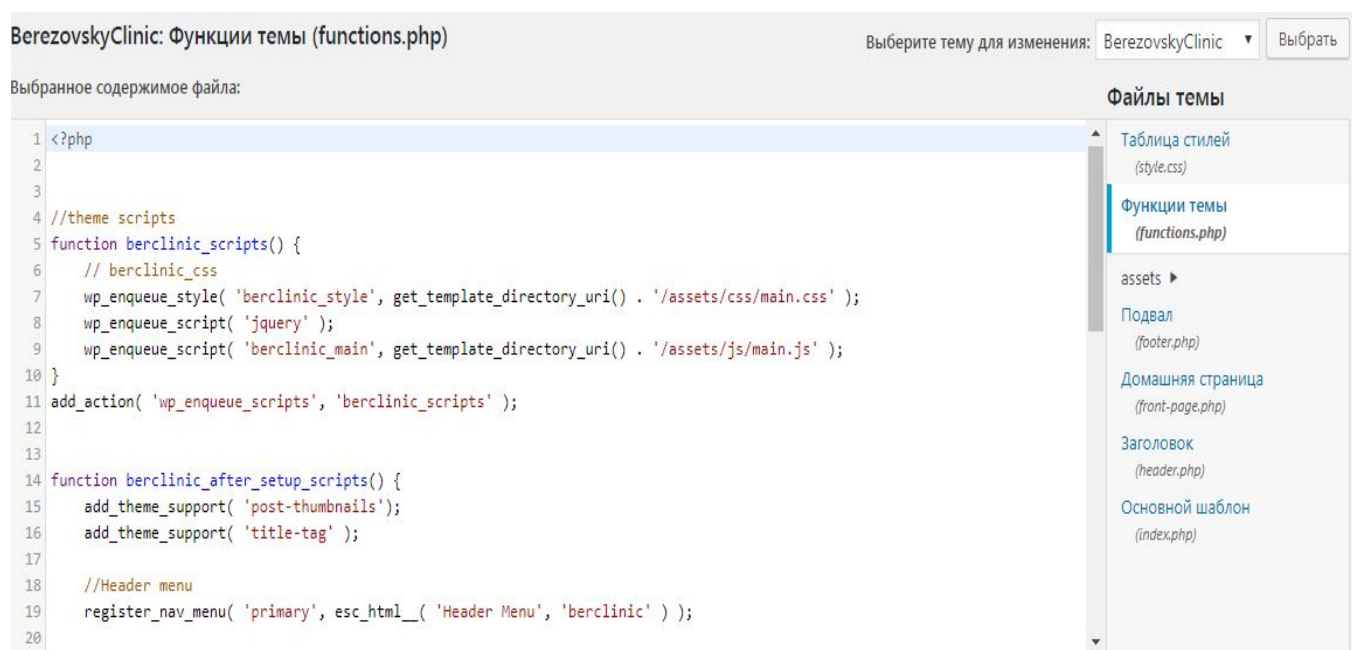 BerezovskyClinic: Функции темы (functions.php)
Выберите тему для изменения: BerezovskyClinic ▼ Выбрать
Выбранное содержимое файла:
1 <?php
2
3
4 //theme scripts
5 function berclinic_scripts() {
6     // berclinic_css
7     wp_enqueue_style( 'berclinic_style', get_template_directory_uri() . '/assets/css/main.css' );
8     wp_enqueue_script( 'jquery' );
9     wp_enqueue_script( 'berclinic_main', get_template_directory_uri() . '/assets/js/main.js' );
10 }
11 add_action( 'wp_enqueue_scripts', 'berclinic_scripts' );
12
13
14 function berclinic_after_setup_scripts() {
15     add_theme_support( 'post-thumbnails');
16     add_theme_support( 'title-tag' );
17
18     //Header menu
19     register_nav_menu( 'primary', esc_html__( 'Header Menu', 'berclinic' ) );
20
Файлы темы
Таблица стилей
(style.css)
Функции темы
(functions.php)
assets ▶
Подвал
(footer.php)
Домашняя страница
(front-page.php)
Заголовок
(header.php)
Основной шаблон
(index.php)